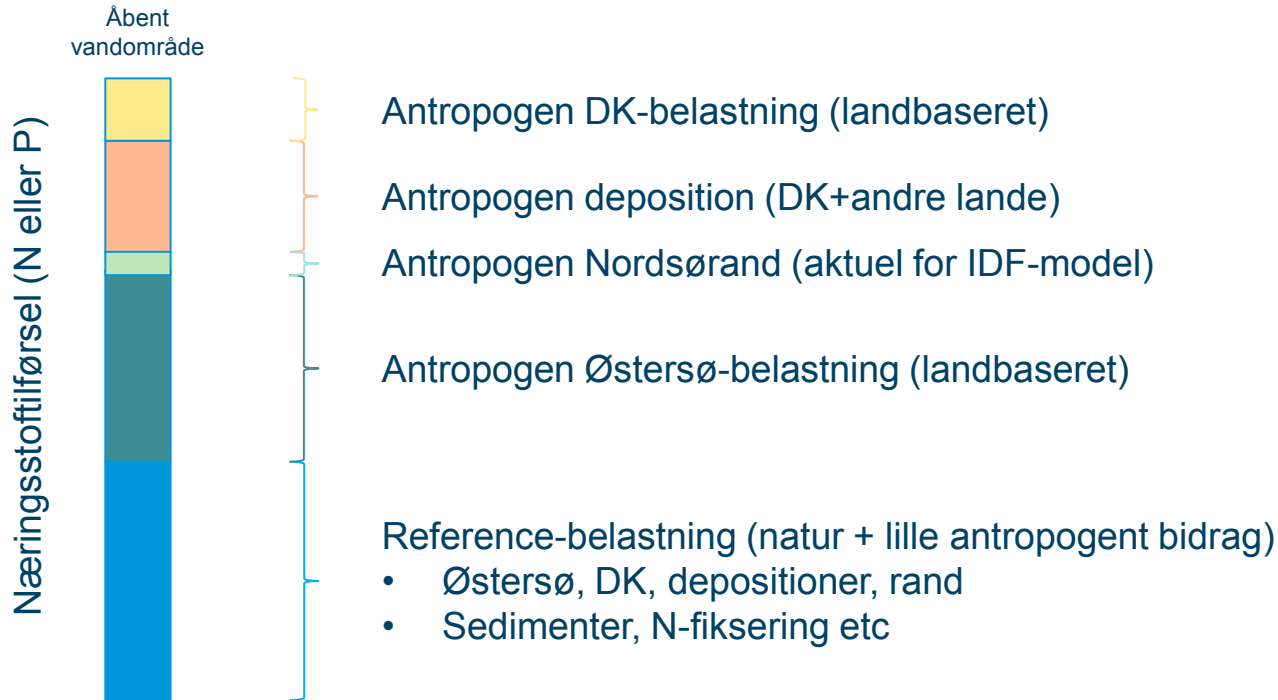 Åbent
vandområde
Næringsstoftilførsel (N eller P)
Antropogen DK-belastning (landbaseret)
Antropogen deposition (DK+andre lande)
Antropogen Nordsørand (aktuel for IDF-model)
Antropogen Østersø-belastning (landbaseret)
Reference-belastning (natur + lille antropogent bidrag)
• Østersø, DK, depositioner, rand
• Sedimenter, N-fiksering etc